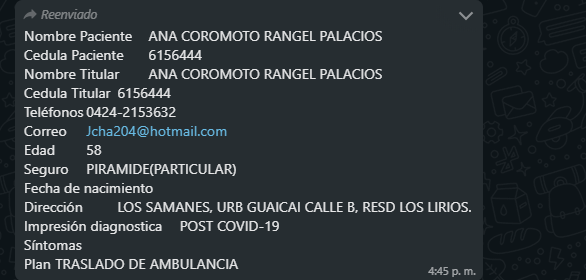 Reenviado
Nombre Paciente ANA COROMOTO RANGEL PALACIOS
Cedula Paciente 6156444
Nombre Titular ANA COROMOTO RANGEL PALACIOS
Cedula Titular 6156444
Teléfonos 0424-2153632
Correo Jcha204@hotmail.com
Edad 58
Seguro PIRAMIDE(PARTICULAR)
Fecha de nacimiento
Dirección LOS SAMANES, URB GUAICAI CALLE B, RESD LOS LIRIOS.
Impresión diagnostica POST COVID-19
Síntomas
Plan TRASLADO DE AMBULANCIA
4:45 p. m.